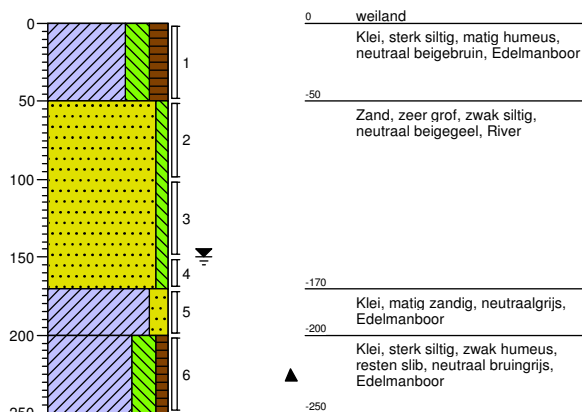 0
50
100
150
200
250
1
2
3
4
5
6
0 weiland
Klei, sterk siltig, matig humeus,
neutraal beigebruin, Edelmanboor
-50
Zand, zeer grof, zwak siltig,
neutraal beigegeel, River
-170
Klei, matig zandig, neutraalgrijs,
Edelmanboor
-200
Klei, sterk siltig, zwak humeus,
resten slib, neutraal bruingrijs,
Edelmanboor
-250